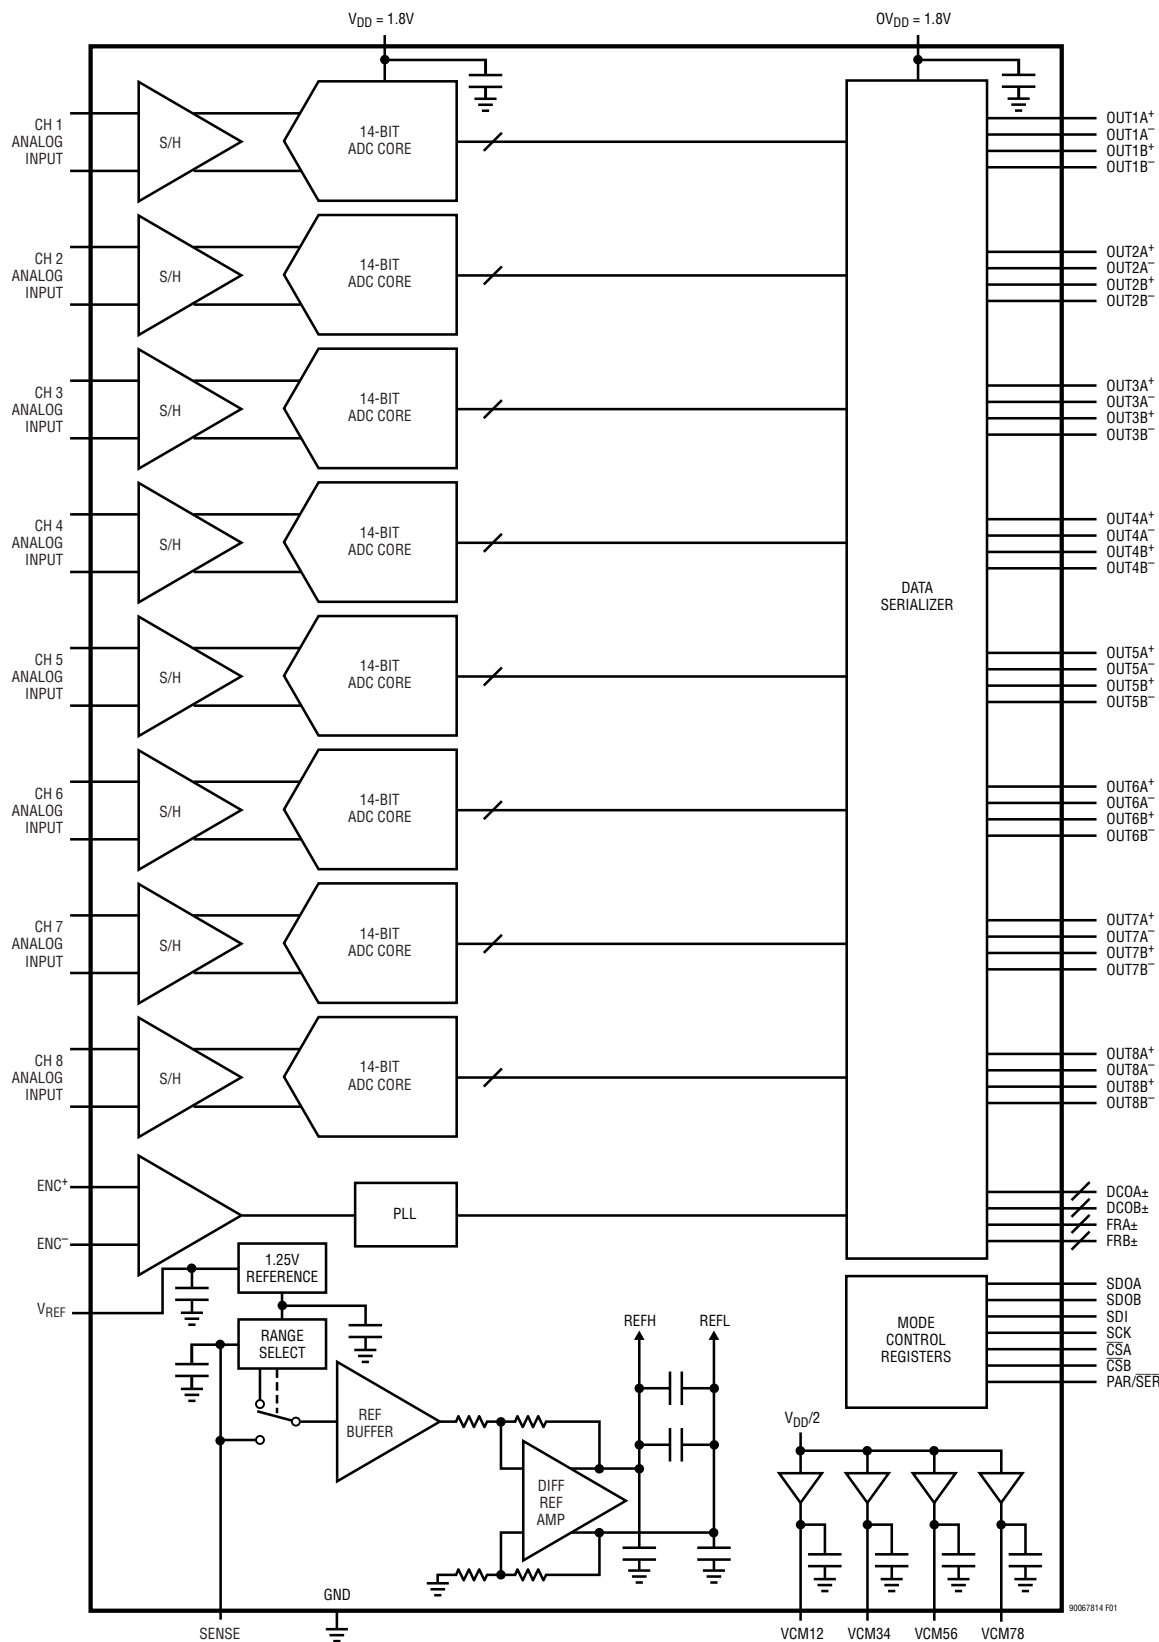 V_DD = 1.8V
OV_DD = 1.8V
CH 1
ANALOG
INPUT
S/H
14-BIT
ADC CORE
OUT1A⁺
OUT1A⁻
OUT1B⁺
OUT1B⁻
CH 2
ANALOG
INPUT
S/H
14-BIT
ADC CORE
OUT2A⁺
OUT2A⁻
OUT2B⁺
OUT2B⁻
CH 3
ANALOG
INPUT
S/H
14-BIT
ADC CORE
OUT3A⁺
OUT3A⁻
OUT3B⁺
OUT3B⁻
CH 4
ANALOG
INPUT
S/H
14-BIT
ADC CORE
OUT4A⁺
OUT4A⁻
OUT4B⁺
OUT4B⁻
DATA
SERIALIZER
CH 5
ANALOG
INPUT
S/H
14-BIT
ADC CORE
OUT5A⁺
OUT5A⁻
OUT5B⁺
OUT5B⁻
CH 6
ANALOG
INPUT
S/H
14-BIT
ADC CORE
OUT6A⁺
OUT6A⁻
OUT6B⁺
OUT6B⁻
CH 7
ANALOG
INPUT
S/H
14-BIT
ADC CORE
OUT7A⁺
OUT7A⁻
OUT7B⁺
OUT7B⁻
CH 8
ANALOG
INPUT
S/H
14-BIT
ADC CORE
OUT8A⁺
OUT8A⁻
OUT8B⁺
OUT8B⁻
ENC⁺
ENC⁻
PLL
DCOA±
DCOB±
FRA±
FRB±
1.25V
REFERENCE
V_REF
RANGE
SELECT
REFH
REFL
MODE
CONTROL
REGISTERS
SDOA
SDOB
SDI
SCK
C̅S̅A
C̅S̅B
PAR/S̅E̅R̅
REF
BUFFER
DIFF
REF
AMP
V_DD/2
GND
SENSE
VCM12
VCM34
VCM56
VCM78
90067814 F01